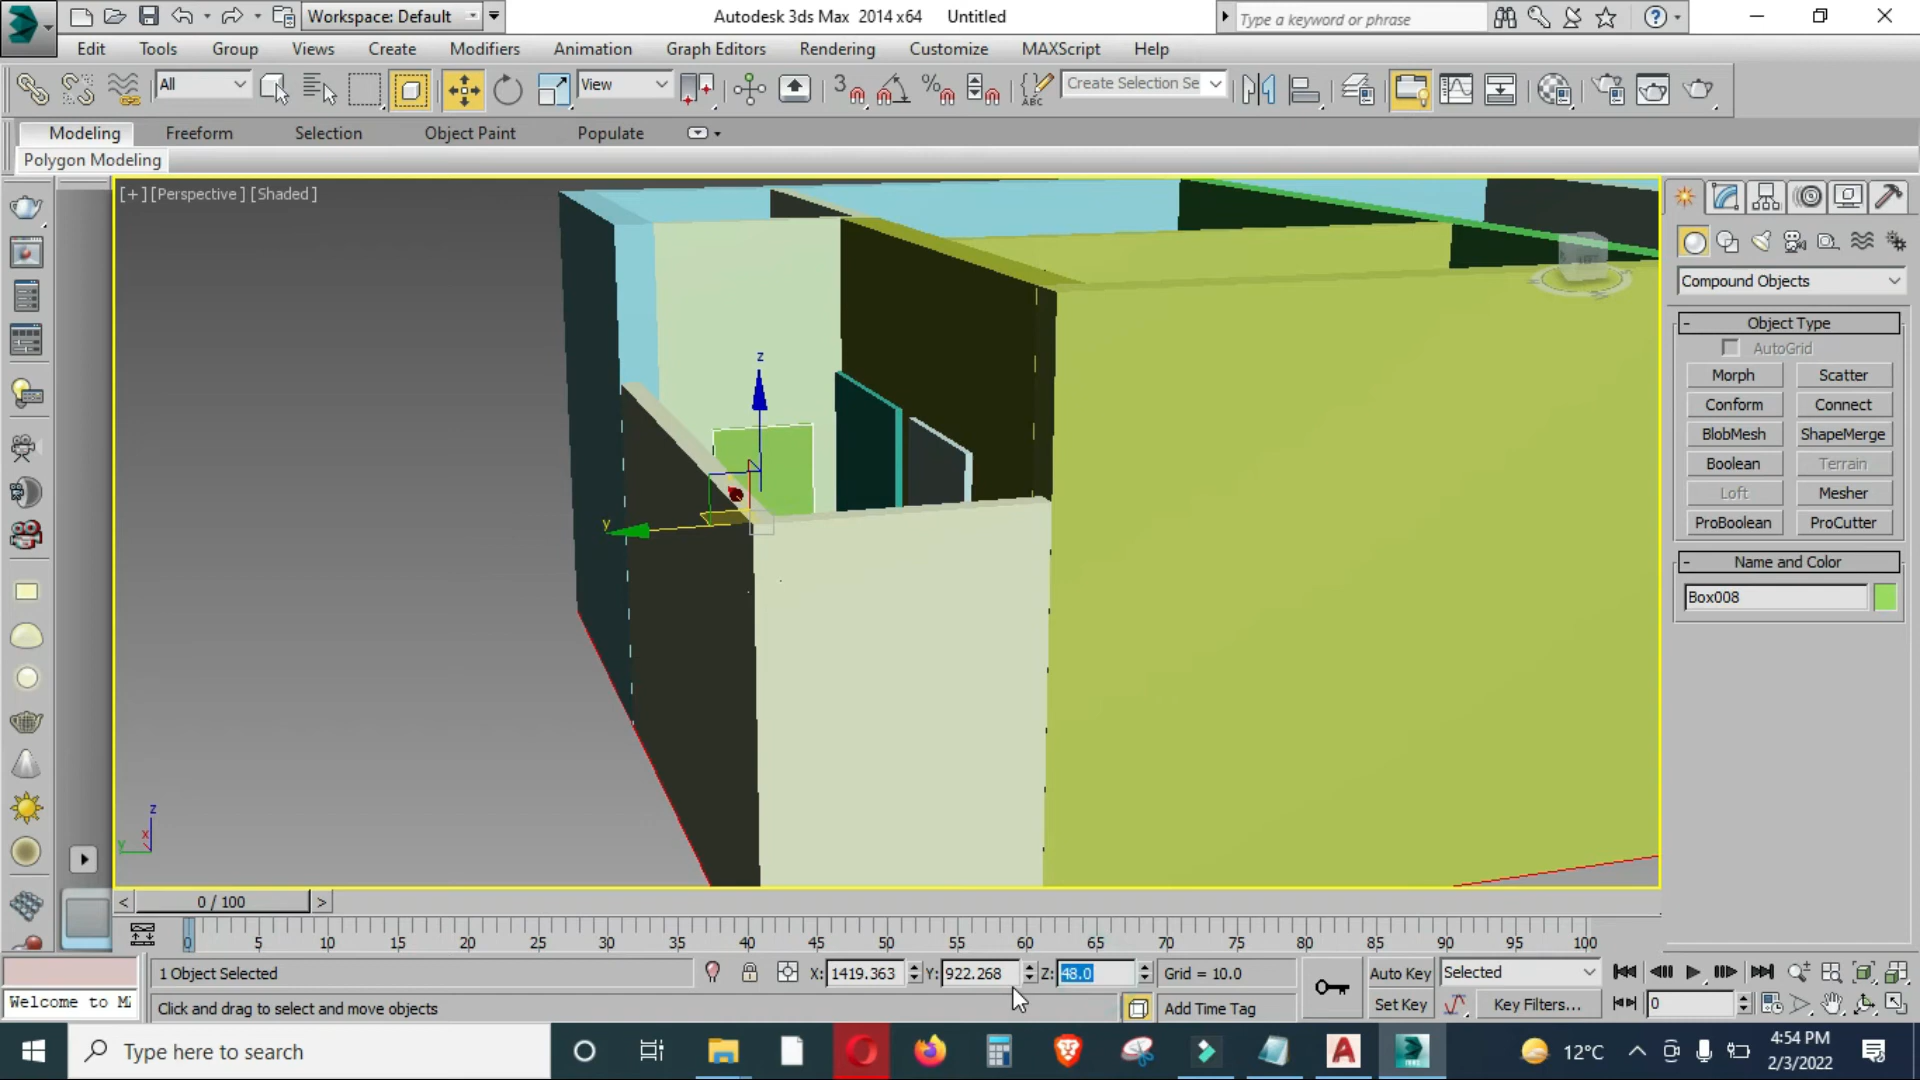 Workspace: Default
Autodesk 3ds Max 2014 x64 Untitled
Type a keyword or phrase
Edit Tools Group Views Create Modifiers Animation Graph Editors Rendering Customize MAXScript Help
All
View
3
%
ABC
Create Selection Se
Modeling Freeform Selection Object Paint Populate
Polygon Modeling
[+][Perspective][Shaded]
Compound Objects
- Object Type
AutoGrid
Morph Scatter
Conform Connect
BlobMesh ShapeMerge
Boolean Terrain
Loft Mesher
ProBoolean ProCutter
- Name and Color
Box008
z
y
z
x
y
< 0 / 100 >
0 5 10 15 20 25 30 35 40 45 50 55 60 65 70 75 80 85 90 95 100
1 Object Selected X: 1419.363 Y: 922.268 Z: 48.0 Grid = 10.0 Auto Key Selected
Welcome to M Click and drag to select and move objects Add Time Tag Set Key Key Filters... 0
Type here to search
12°C
4:54 PM
2/3/2022